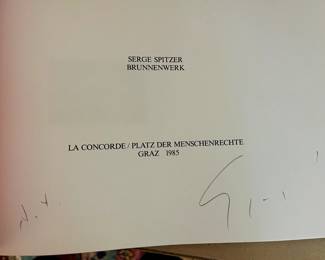 SERGE SPITZER
BRUNNENWERK
LA CONCORDE / PLATZ DER MENSCHENRECHTE
GRAZ 1985